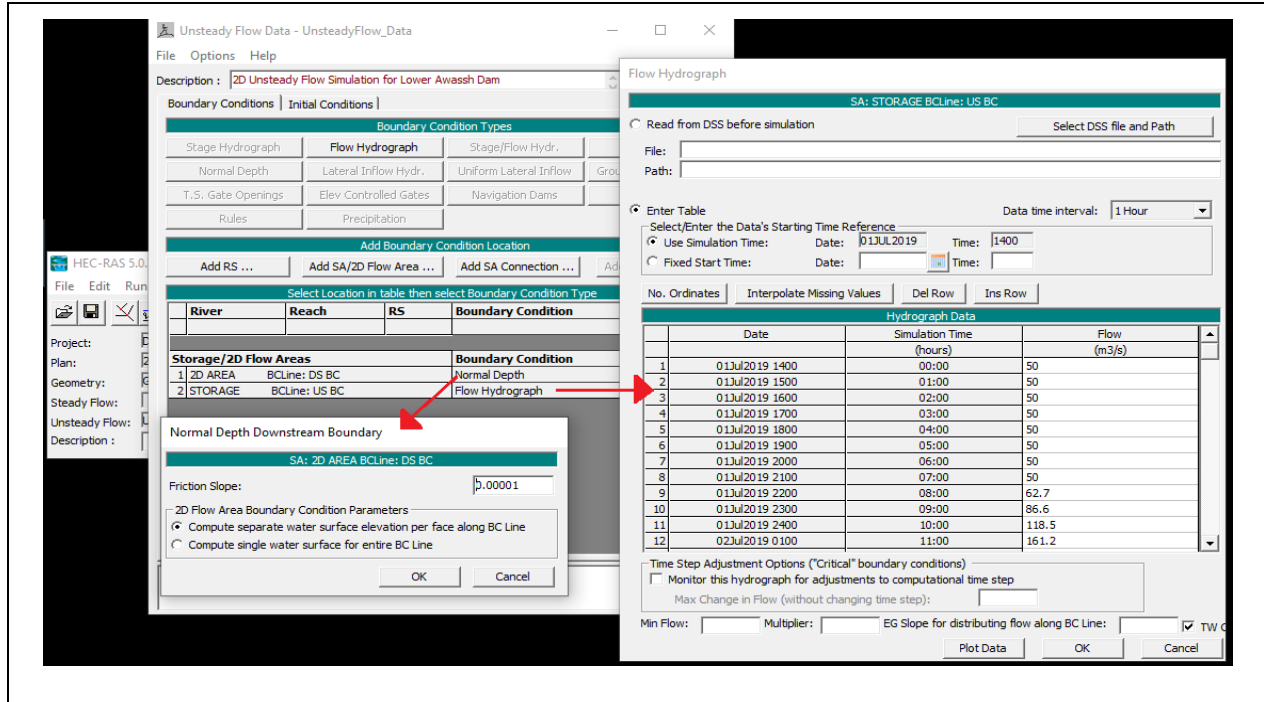 Unsteady Flow Data - UnsteadyFlow_Data
File Options Help
Description : 2D Unsteady Flow Simulation for Lower Awassh Dam
Boundary Conditions Initial Conditions
Boundary Condition Types
Stage Hydrograph Flow Hydrograph Stage/Flow Hydr.
Normal Depth Lateral Inflow Hydr. Uniform Lateral Inflow
T.S. Gate Openings Elev Controlled Gates Navigation Dams
Rules Precipitation
Add Boundary Condition Location
Add RS ... Add SA/2D Flow Area ... Add SA Connection ...
Select Location in table then select Boundary Condition Type
River Reach RS Boundary Condition
Storage/2D Flow Areas Boundary Condition
1 2D AREA BCLine: DS BC Normal Depth
2 STORAGE BCLine: US BC Flow Hydrograph
HEC-RAS 5.0.
File Edit Run
Project:
Plan:
Geometry:
Steady Flow:
Unsteady Flow:
Description :
Normal Depth Downstream Boundary
SA: 2D AREA BCLine: DS BC
Friction Slope: 0.00001
2D Flow Area Boundary Condition Parameters
Compute separate water surface elevation per face along BC Line
Compute single water surface for entire BC Line
OK Cancel
Flow Hydrograph
SA: STORAGE BCLine: US BC
Read from DSS before simulation Select DSS file and Path
File:
Path:
Enter Table Data time interval: 1 Hour
Select/Enter the Data's Starting Time Reference
Use Simulation Time: Date: 01JUL2019 Time: 1400
Fixed Start Time: Date: Time:
No. Ordinates Interpolate Missing Values Del Row Ins Row
Hydrograph Data
Date Simulation Time Flow
(hours) (m3/s)
1 01Jul2019 1400 00:00 50
2 01Jul2019 1500 01:00 50
3 01Jul2019 1600 02:00 50
4 01Jul2019 1700 03:00 50
5 01Jul2019 1800 04:00 50
6 01Jul2019 1900 05:00 50
7 01Jul2019 2000 06:00 50
8 01Jul2019 2100 07:00 50
9 01Jul2019 2200 08:00 62.7
10 01Jul2019 2300 09:00 86.6
11 01Jul2019 2400 10:00 118.5
12 02Jul2019 0100 11:00 161.2
Time Step Adjustment Options ("Critical" boundary conditions)
Monitor this hydrograph for adjustments to computational time step
Max Change in Flow (without changing time step):
Min Flow: Multiplier: EG Slope for distributing flow along BC Line: TW
Plot Data OK Cancel